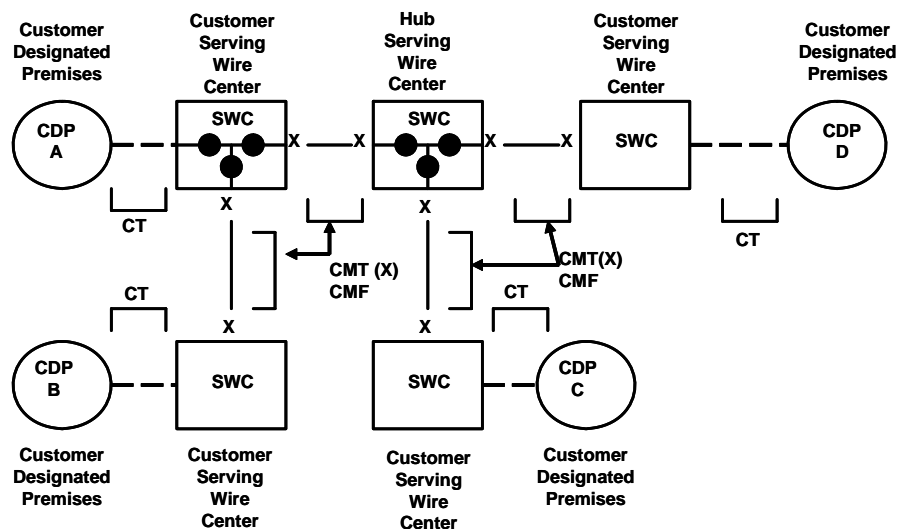 Customer
Designated
Premises
Customer
Serving
Wire
Center
Hub
Serving
Wire
Center
Customer
Serving
Wire
Center
Customer
Designated
Premises
CDP
A
SWC
X
X
SWC
X
X
SWC
CDP
D
CT
X
X
CT
CMT (X)
CMF
CMT(X)
CMF
CT
CT
X
X
CDP
B
SWC
SWC
CDP
C
Customer
Designated
Premises
Customer
Serving
Wire
Center
Customer
Serving
Wire
Center
Customer
Designated
Premises